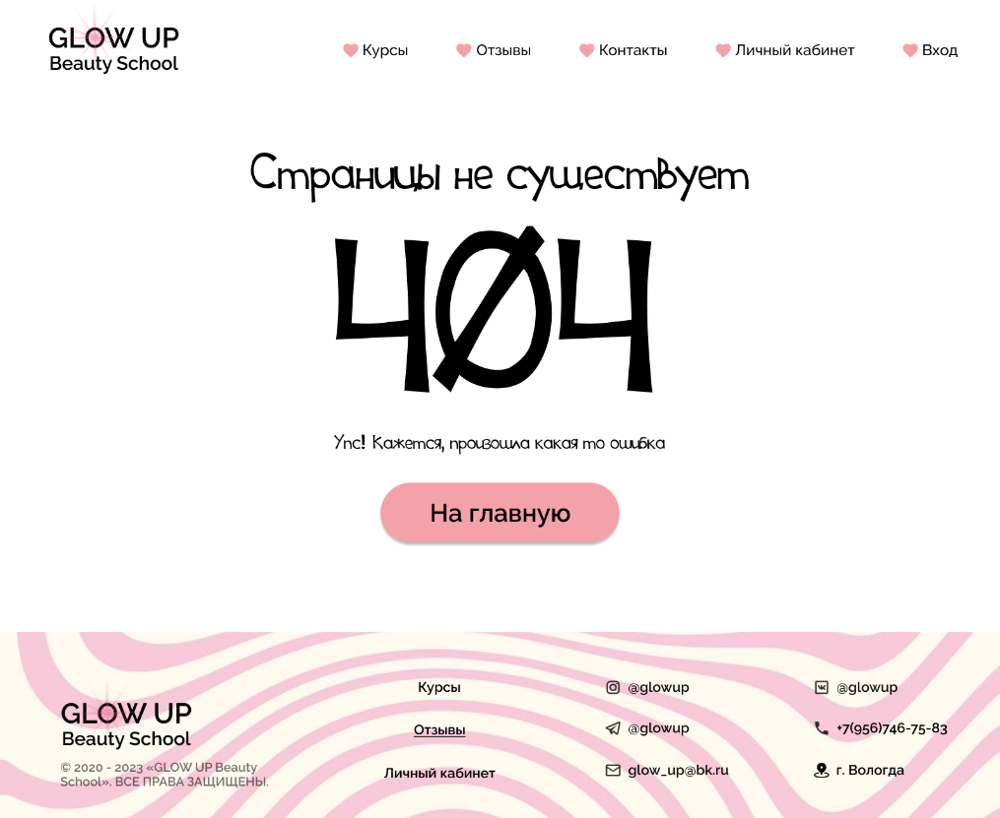 GLOW UP
Beauty School
Курсы
Отзывы
Контакты
Личный кабинет
Вход
Страницы не существует
404
Упс! Кажется, произошла какая то ошибка
На главную
GLOW UP
Beauty School
© 2020 - 2023 «GLOW UP Beauty
School». ВСЕ ПРАВА ЗАЩИЩЕНЫ.
Курсы
Отзывы
Личный кабинет
@glowup
@glowup
glow_up@bk.ru
@glowup
+7(956)746-75-83
г. Вологда